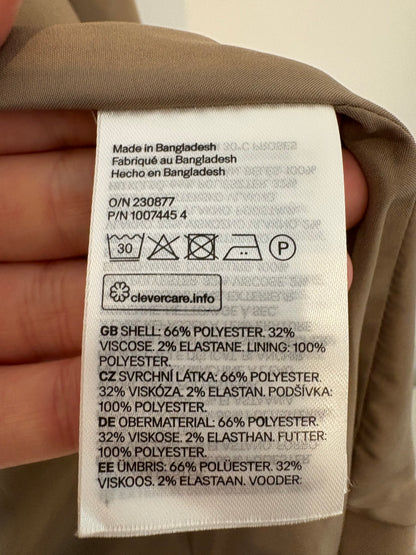 Made in Bangladesh
Fabriqué au Bangladesh
Hecho en Bangladesh
O/N 230877
P/N 1007445 4
30
P
clevercare.info
GB SHELL: 66% POLYESTER. 32%
VISCOSE. 2% ELASTANE. LINING: 100%
POLYESTER.
CZ SVRCHNÍ LÁTKA: 66% POLYESTER.
32% VISKÓZA. 2% ELASTAN. PODŠÍVKA:
100% POLYESTER.
DE OBERMATERIAL: 66% POLYESTER.
32% VISKOSE. 2% ELASTHAN. FUTTER:
100% POLYESTER.
EE ÜMBRIS: 66% POLÜESTER. 32%
VISKOOS. 2% ELASTAAN. VOODER: